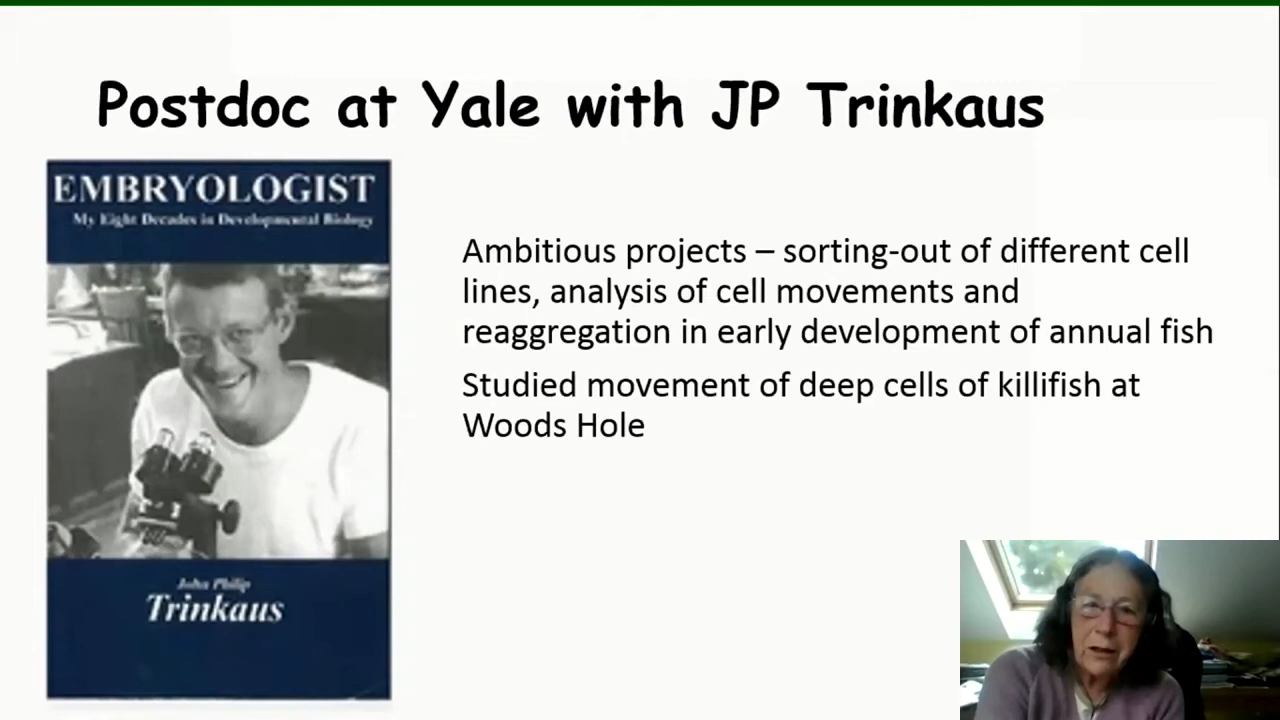 Postdoc at Yale with JP Trinkaus
EMBRYOLOGIST
My Eight Decades in Developmental Biology
John Philip
Trinkaus
Ambitious projects – sorting-out of different cell
lines, analysis of cell movements and
reaggregation in early development of annual fish
Studied movement of deep cells of killifish at
Woods Hole